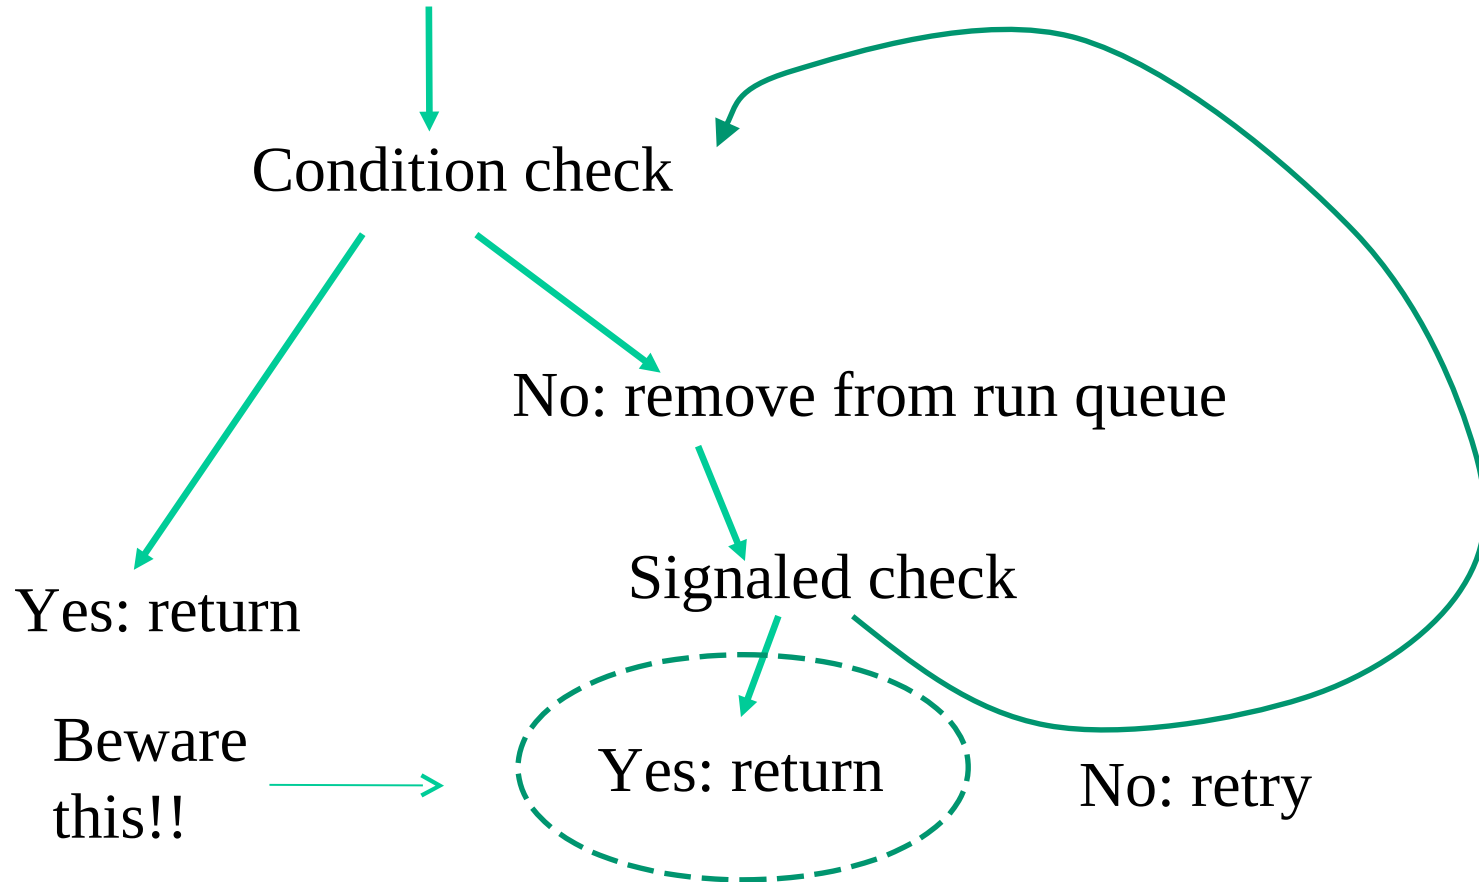 Condition check
No: remove from run queue
Signaled check
Yes: return
Beware
this!!
Yes: return
No: retry